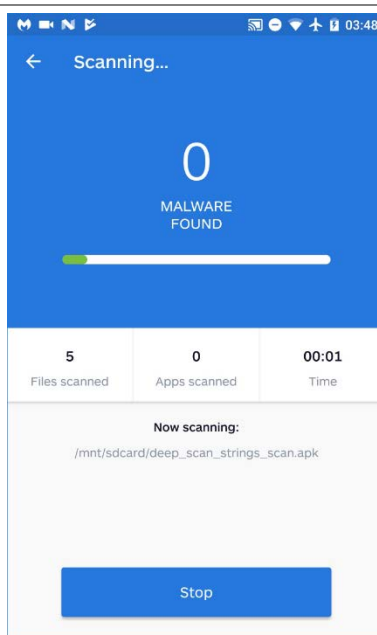 03:48
Scanning...
0
MALWARE
FOUND
5
0
00:01
Files scanned
Apps scanned
Time
Now scanning:
/mnt/sdcard/deep_scan_strings_scan.apk
Stop